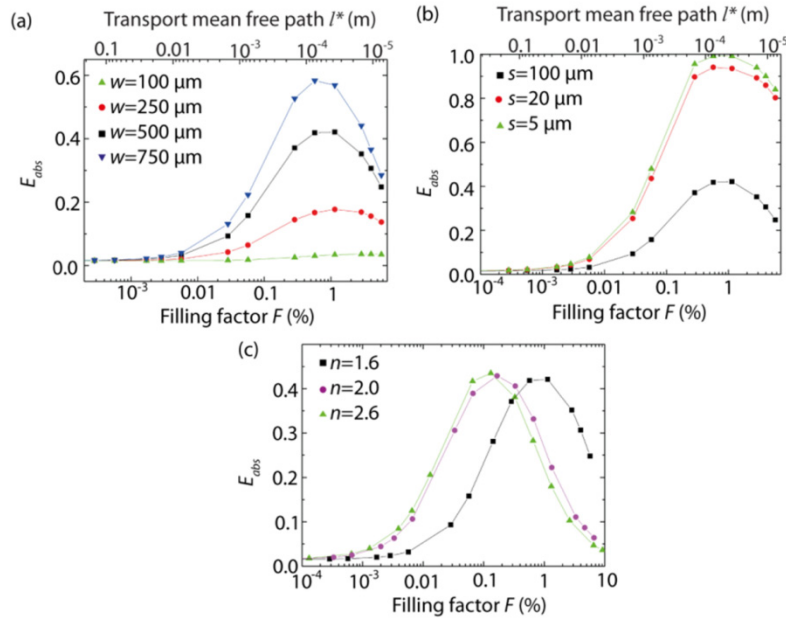 (a)
Transport mean free path l* (m)
0.1 0.01 10⁻³ 10⁻⁴ 10⁻⁵
w=100 μm
w=250 μm
w=500 μm
w=750 μm
0.6
0.4
0.2
0.0
E_abs
10⁻³ 0.01 0.1 1
Filling factor F (%)
(b)
Transport mean free path l* (m)
0.1 0.01 10⁻³ 10⁻⁴ 10⁻⁵
s=100 μm
s=20 μm
s=5 μm
1.0
0.8
0.6
0.4
0.2
0.0
E_abs
10⁻⁴ 10⁻³ 0.01 0.1 1
Filling factor F (%)
(c)
n=1.6
n=2.0
n=2.6
0.4
0.3
0.2
0.1
0.0
E_abs
10⁻⁴ 10⁻³ 0.01 0.1 1 10
Filling factor F (%)